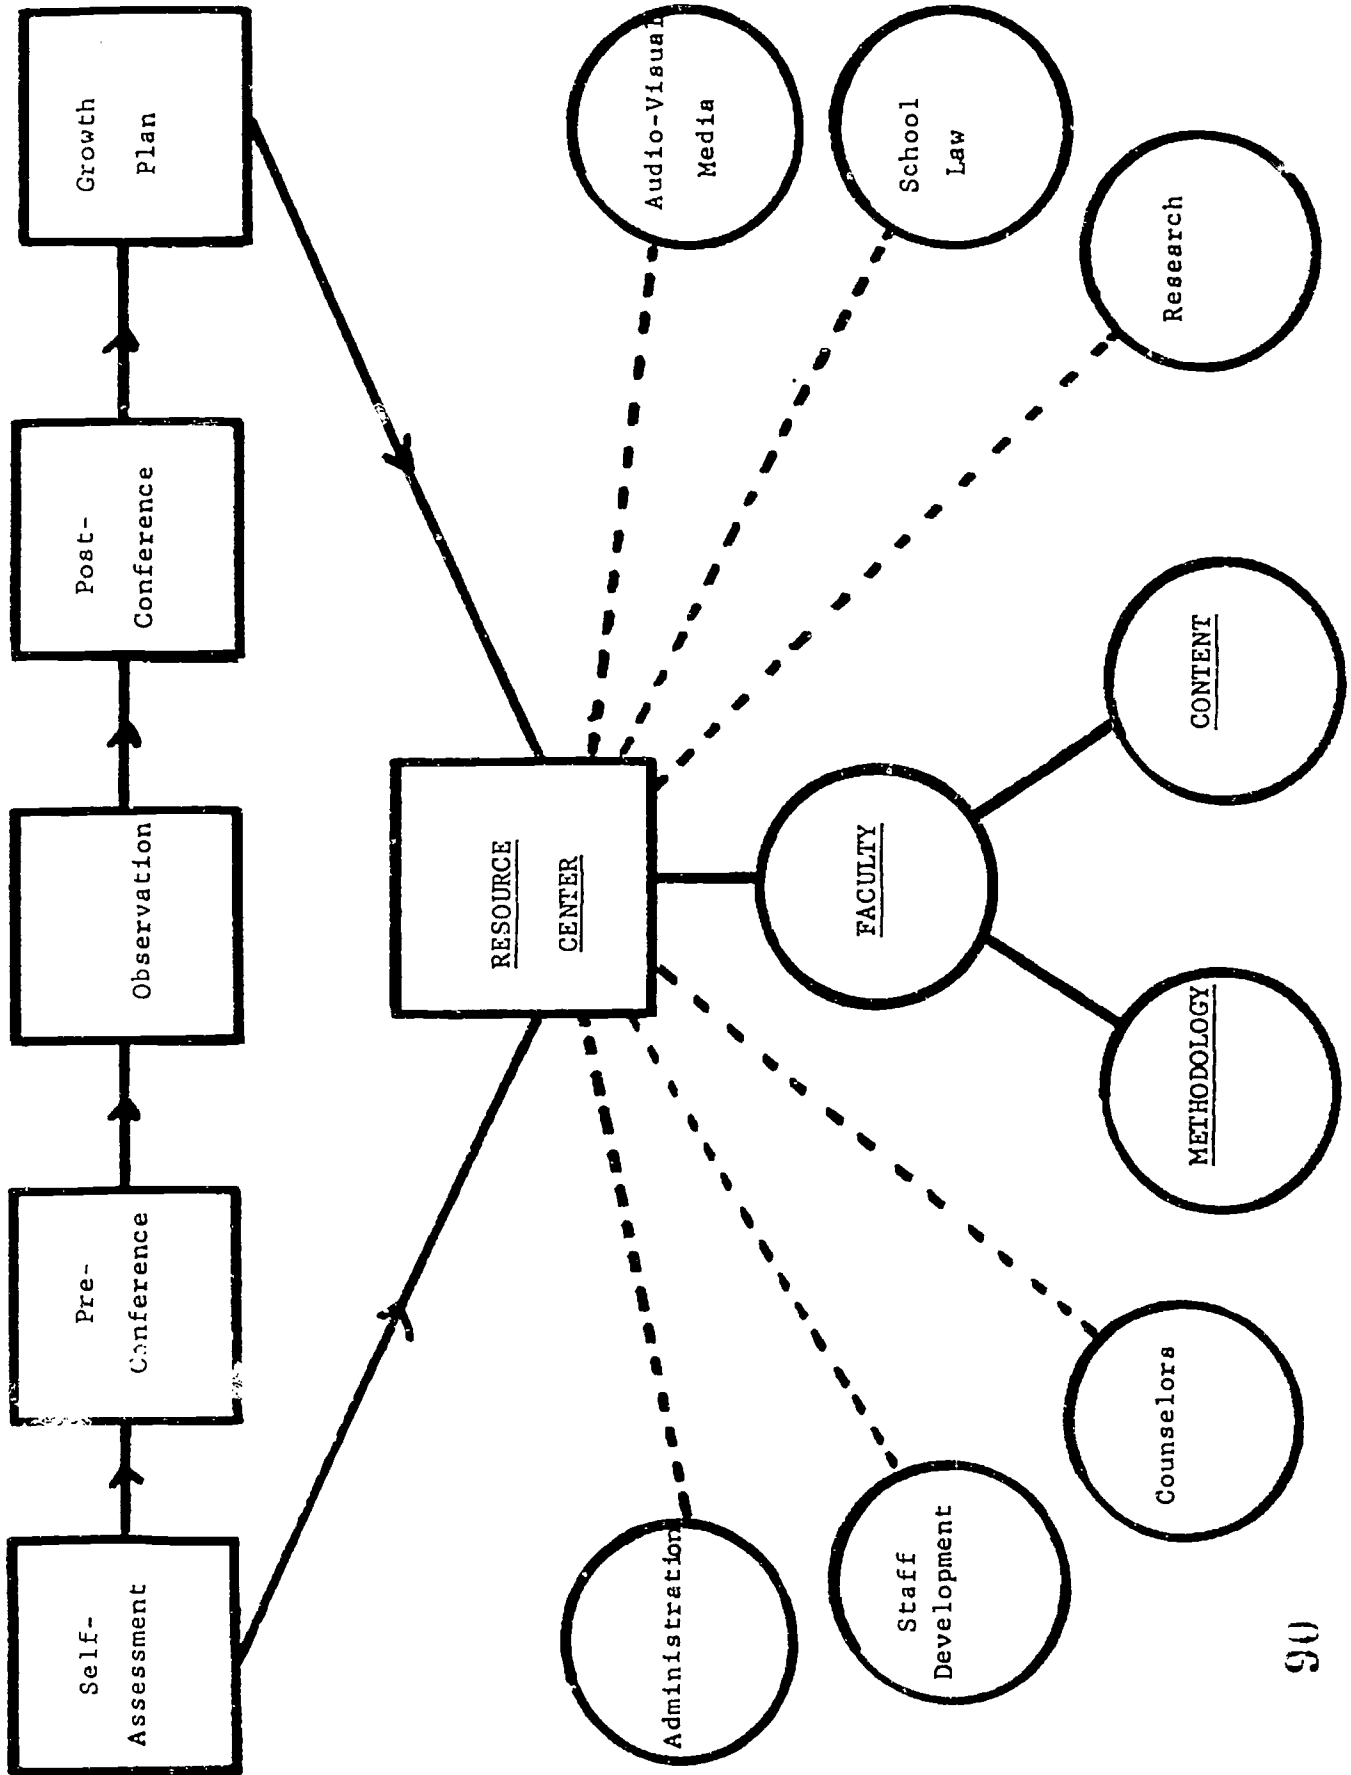 Self-
Assessment
Pre-
Conference
Observation
Post-
Conference
Growth
Plan
RESOURCE
CENTER
Administration
Staff
Development
Counselors
FACULTY
METHODOLOGY
CONTENT
Research
School
Law
Audio-Visual
Media
90